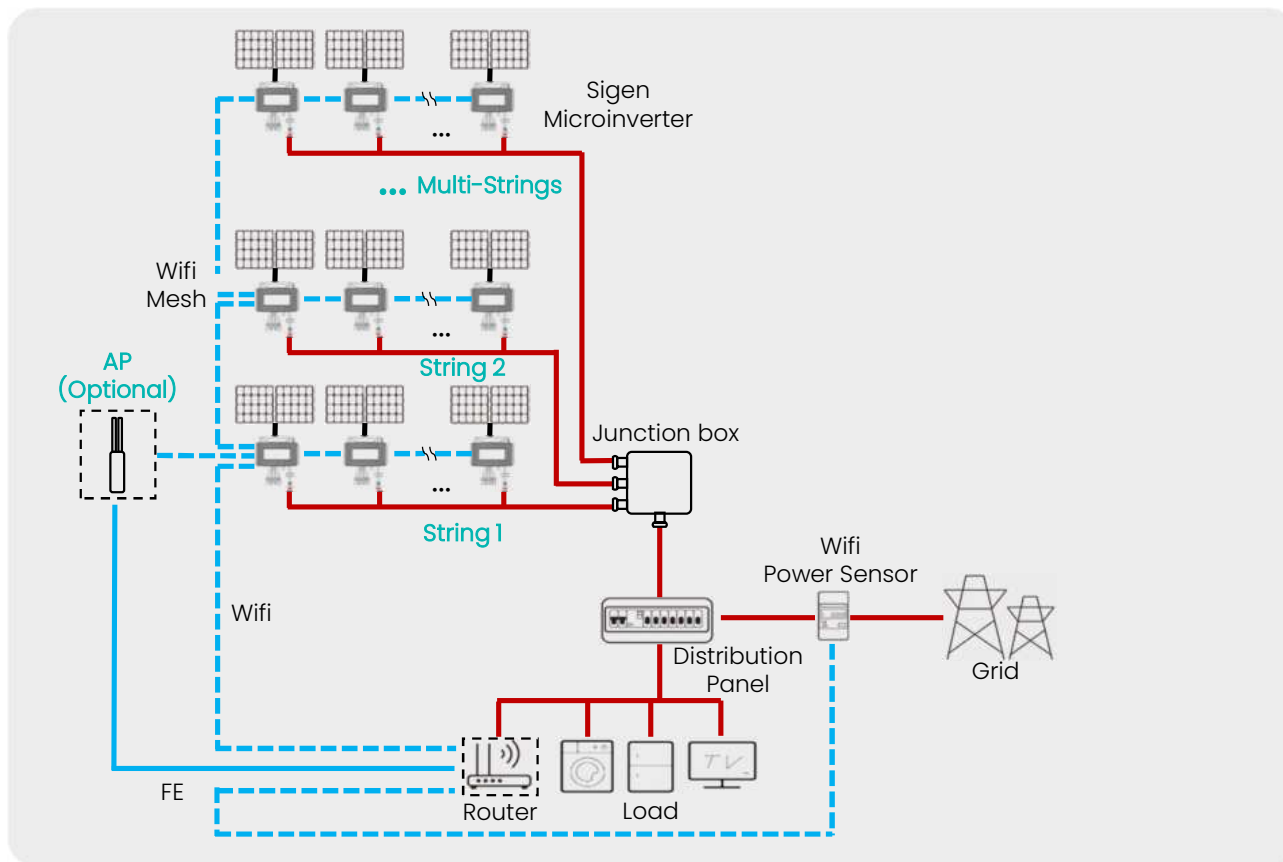 Sigen
Microinverter
...
... Multi-Strings
Wifi
Mesh
...
String 2
AP
(Optional)
Junction box
...
String 1
Wifi
Power Sensor
Wifi
Distribution
Panel
Grid
TV
FE
Router
Load